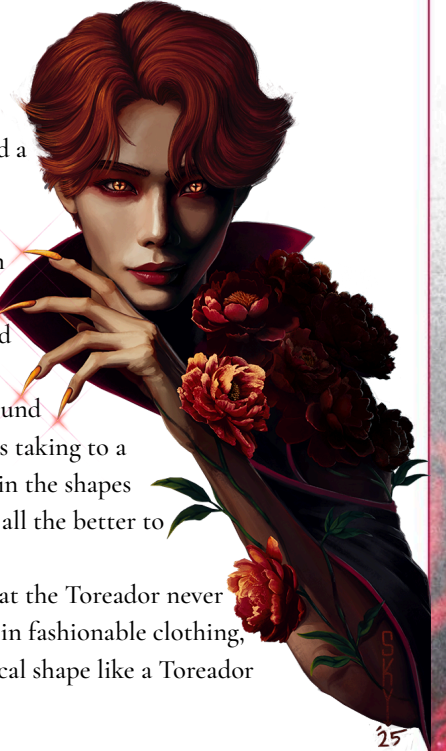 d a
n
d
und
s taking to a
in the shapes
all the better to
at the Toreador never
in fashionable clothing,
cal shape like a Toreador
SKY
'25